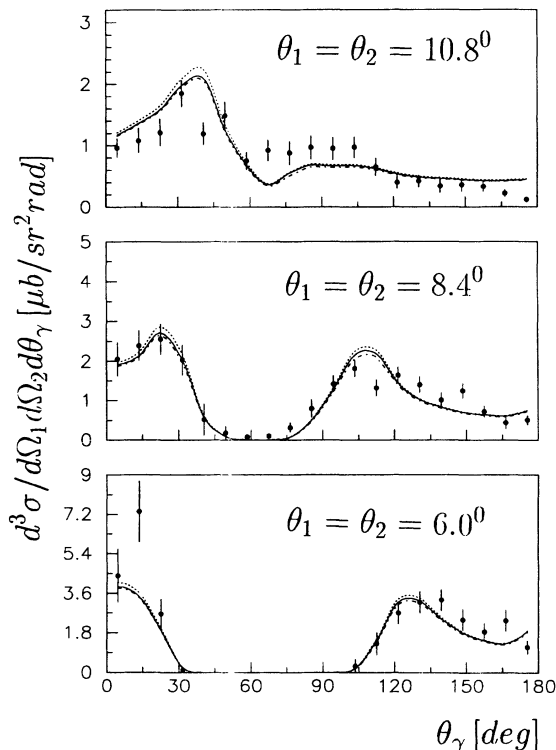 3
2
1
0
θ₁ = θ₂ = 10.8⁰
5
4
3
2
1
0
θ₁ = θ₂ = 8.4⁰
9
7.2
5.4
3.6
1.8
0
θ₁ = θ₂ = 6.0⁰
0 30 60 90 120 150 180
θγ [deg]
d³σ/dΩ₁dΩ₂dθγ [μb/sr²rad]